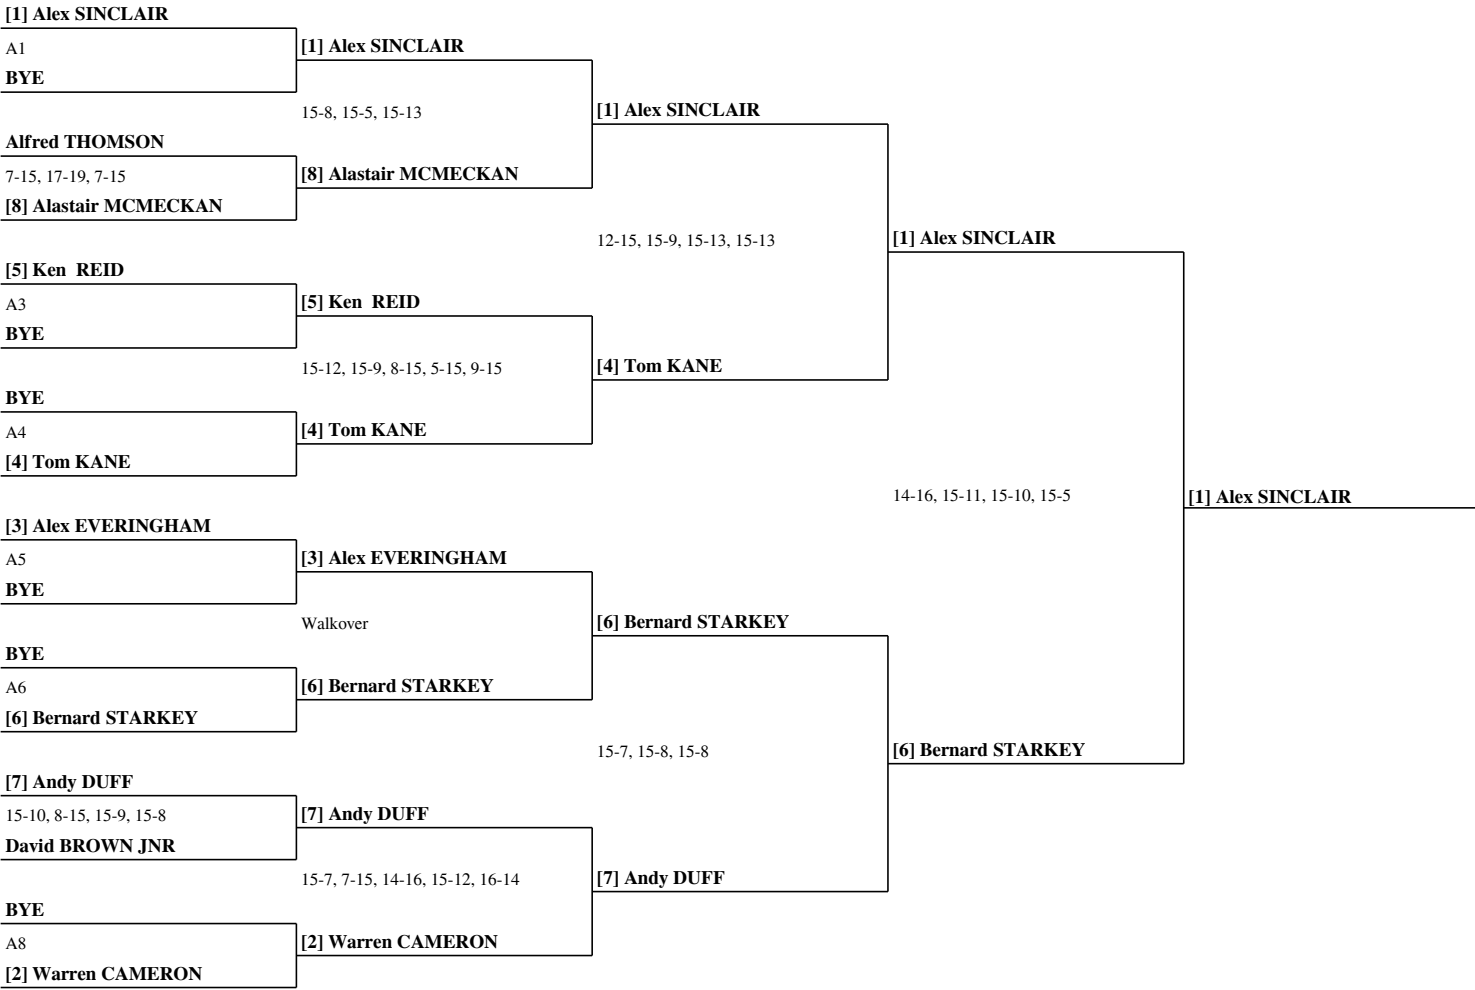 [1] Alex SINCLAIR
A1
BYE
Alfred THOMSON
7-15, 17-19, 7-15
[8] Alastair MCMECKAN
[5] Ken  REID
A3
BYE
BYE
A4
[4] Tom KANE
[3] Alex EVERINGHAM
A5
BYE
BYE
A6
[6] Bernard STARKEY
[7] Andy DUFF
15-10, 8-15, 15-9, 15-8
David BROWN JNR
BYE
A8
[2] Warren CAMERON
[1] Alex SINCLAIR
15-8, 15-5, 15-13
[8] Alastair MCMECKAN
[5] Ken  REID
15-12, 15-9, 8-15, 5-15, 9-15
[4] Tom KANE
[3] Alex EVERINGHAM
Walkover
[6] Bernard STARKEY
[7] Andy DUFF
15-7, 7-15, 14-16, 15-12, 16-14
[2] Warren CAMERON
[1] Alex SINCLAIR
12-15, 15-9, 15-13, 15-13
[4] Tom KANE
[6] Bernard STARKEY
15-7, 15-8, 15-8
[7] Andy DUFF
[1] Alex SINCLAIR
14-16, 15-11, 15-10, 15-5
[6] Bernard STARKEY
[1] Alex SINCLAIR